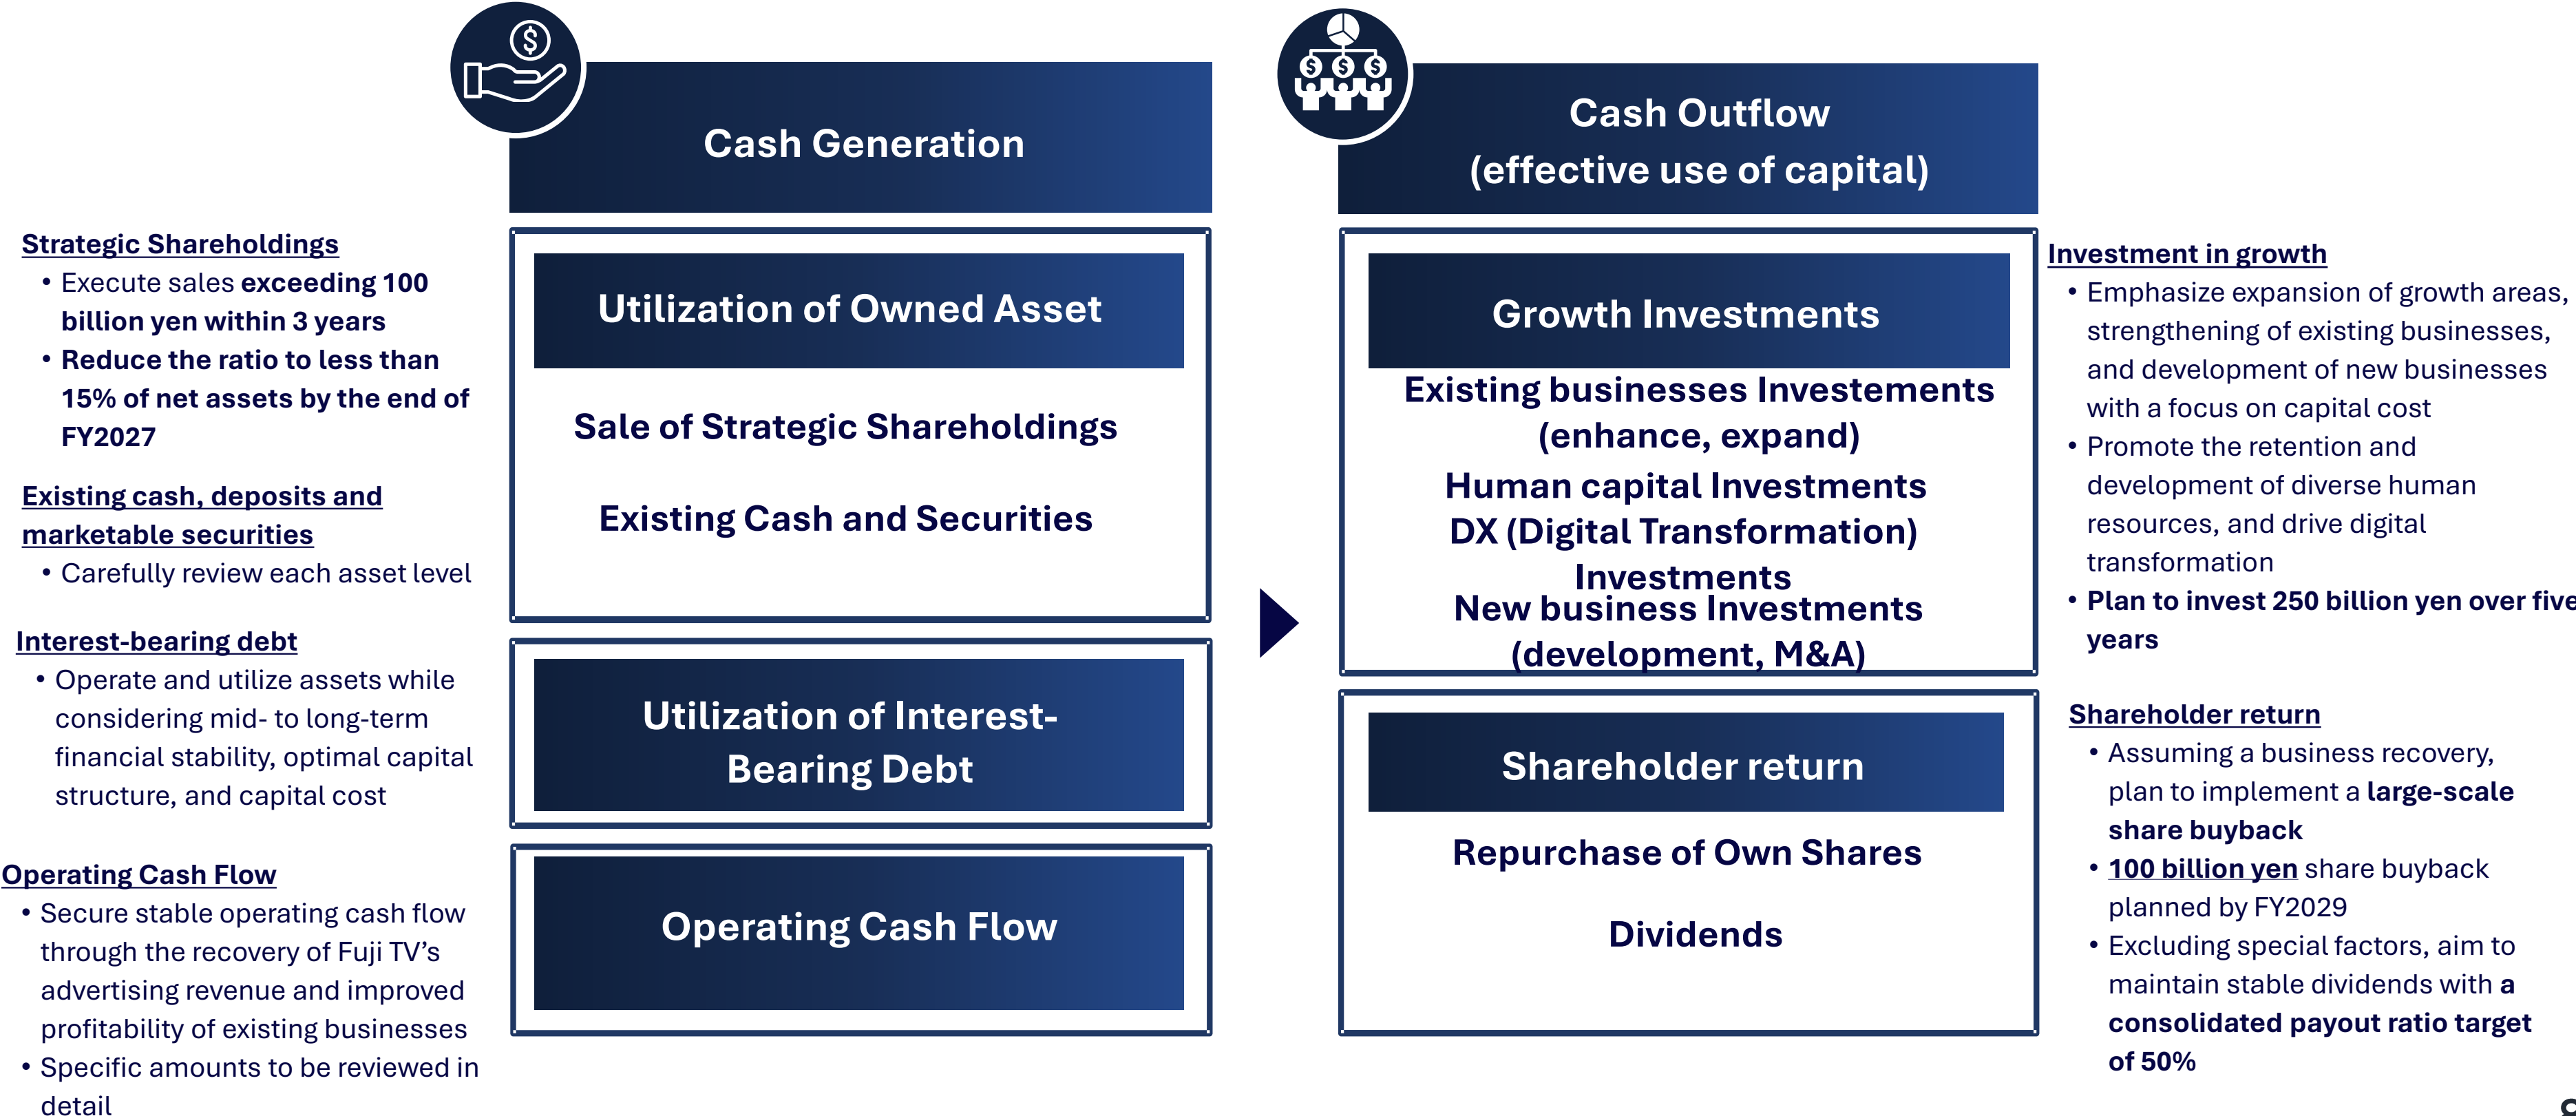 Cash Generation
Strategic Shareholdings
• Execute sales exceeding 100
billion yen within 3 years
• Reduce the ratio to less than
15% of net assets by the end of
FY2027
Existing cash, deposits and
marketable securities
• Carefully review each asset level
Interest-bearing debt
• Operate and utilize assets while
considering mid- to long-term
financial stability, optimal capital
structure, and capital cost
Operating Cash Flow
• Secure stable operating cash flow
through the recovery of Fuji TV’s
advertising revenue and improved
profitability of existing businesses
• Specific amounts to be reviewed in
detail
Utilization of Owned Asset
Sale of Strategic Shareholdings
Existing Cash and Securities
Utilization of Interest-
Bearing Debt
Operating Cash Flow
Cash Outflow
(effective use of capital)
Growth Investments
Existing businesses Investements
(enhance, expand)
Human capital Investments
DX (Digital Transformation)
Investments
New business Investments
(development, M&A)
Shareholder return
Repurchase of Own Shares
Dividends
Investment in growth
• Emphasize expansion of growth areas,
strengthening of existing businesses,
and development of new businesses
with a focus on capital cost
• Promote the retention and
development of diverse human
resources, and drive digital
transformation
• Plan to invest 250 billion yen over five
years
Shareholder return
• Assuming a business recovery,
plan to implement a large-scale
share buyback
• 100 billion yen share buyback
planned by FY2029
• Excluding special factors, aim to
maintain stable dividends with a
consolidated payout ratio target
of 50%